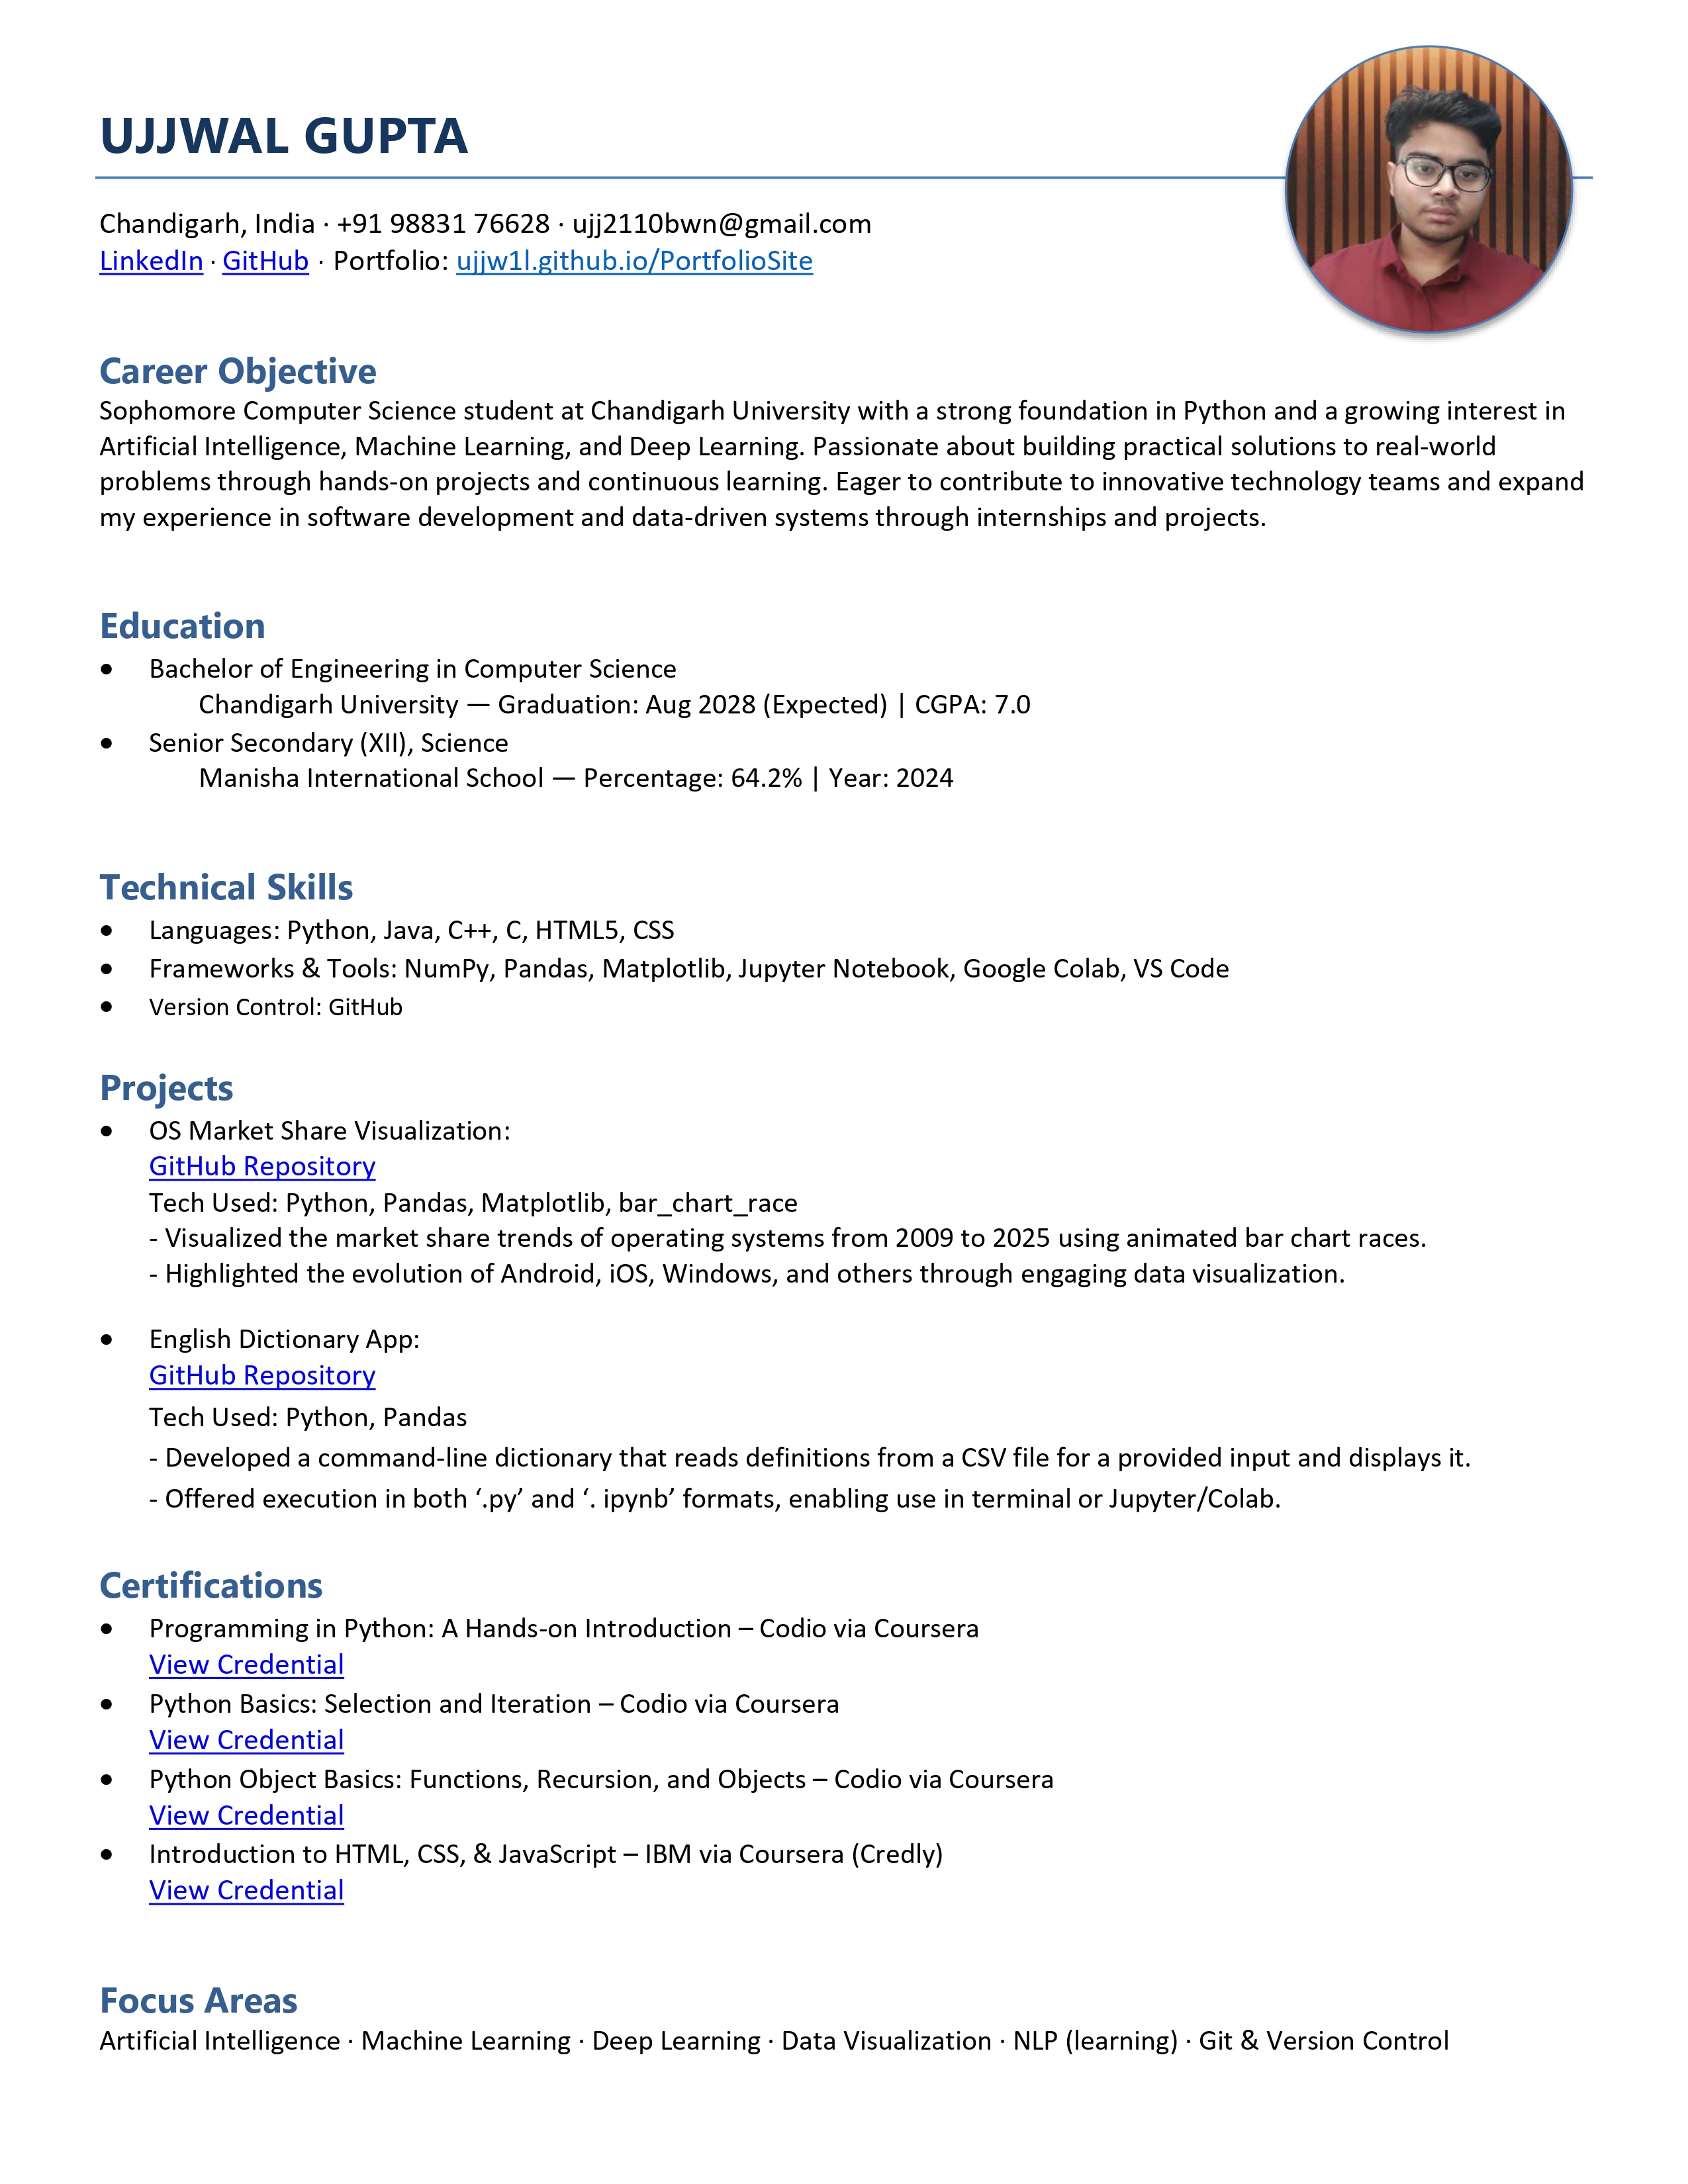 UJJWAL GUPTA
Chandigarh, India · +91 98831 76628 · ujj2110bwn@gmail.com
LinkedIn · GitHub · Portfolio: ujjw1l.github.io/PortfolioSite
Career Objective
Sophomore Computer Science student at Chandigarh University with a strong foundation in Python and a growing interest in
Artificial Intelligence, Machine Learning, and Deep Learning. Passionate about building practical solutions to real-world
problems through hands-on projects and continuous learning. Eager to contribute to innovative technology teams and expand
my experience in software development and data-driven systems through internships and projects.
Education
• Bachelor of Engineering in Computer Science
Chandigarh University — Graduation: Aug 2028 (Expected) | CGPA: 7.0
• Senior Secondary (XII), Science
Manisha International School — Percentage: 64.2% | Year: 2024
Technical Skills
• Languages: Python, Java, C++, C, HTML5, CSS
• Frameworks & Tools: NumPy, Pandas, Matplotlib, Jupyter Notebook, Google Colab, VS Code
• Version Control: GitHub
Projects
• OS Market Share Visualization:
GitHub Repository
Tech Used: Python, Pandas, Matplotlib, bar_chart_race
- Visualized the market share trends of operating systems from 2009 to 2025 using animated bar chart races.
- Highlighted the evolution of Android, iOS, Windows, and others through engaging data visualization.
• English Dictionary App:
GitHub Repository
Tech Used: Python, Pandas
- Developed a command-line dictionary that reads definitions from a CSV file for a provided input and displays it.
- Offered execution in both ‘.py’ and ‘. ipynb’ formats, enabling use in terminal or Jupyter/Colab.
Certifications
• Programming in Python: A Hands-on Introduction – Codio via Coursera
View Credential
• Python Basics: Selection and Iteration – Codio via Coursera
View Credential
• Python Object Basics: Functions, Recursion, and Objects – Codio via Coursera
View Credential
• Introduction to HTML, CSS, & JavaScript – IBM via Coursera (Credly)
View Credential
Focus Areas
Artificial Intelligence · Machine Learning · Deep Learning · Data Visualization · NLP (learning) · Git & Version Control